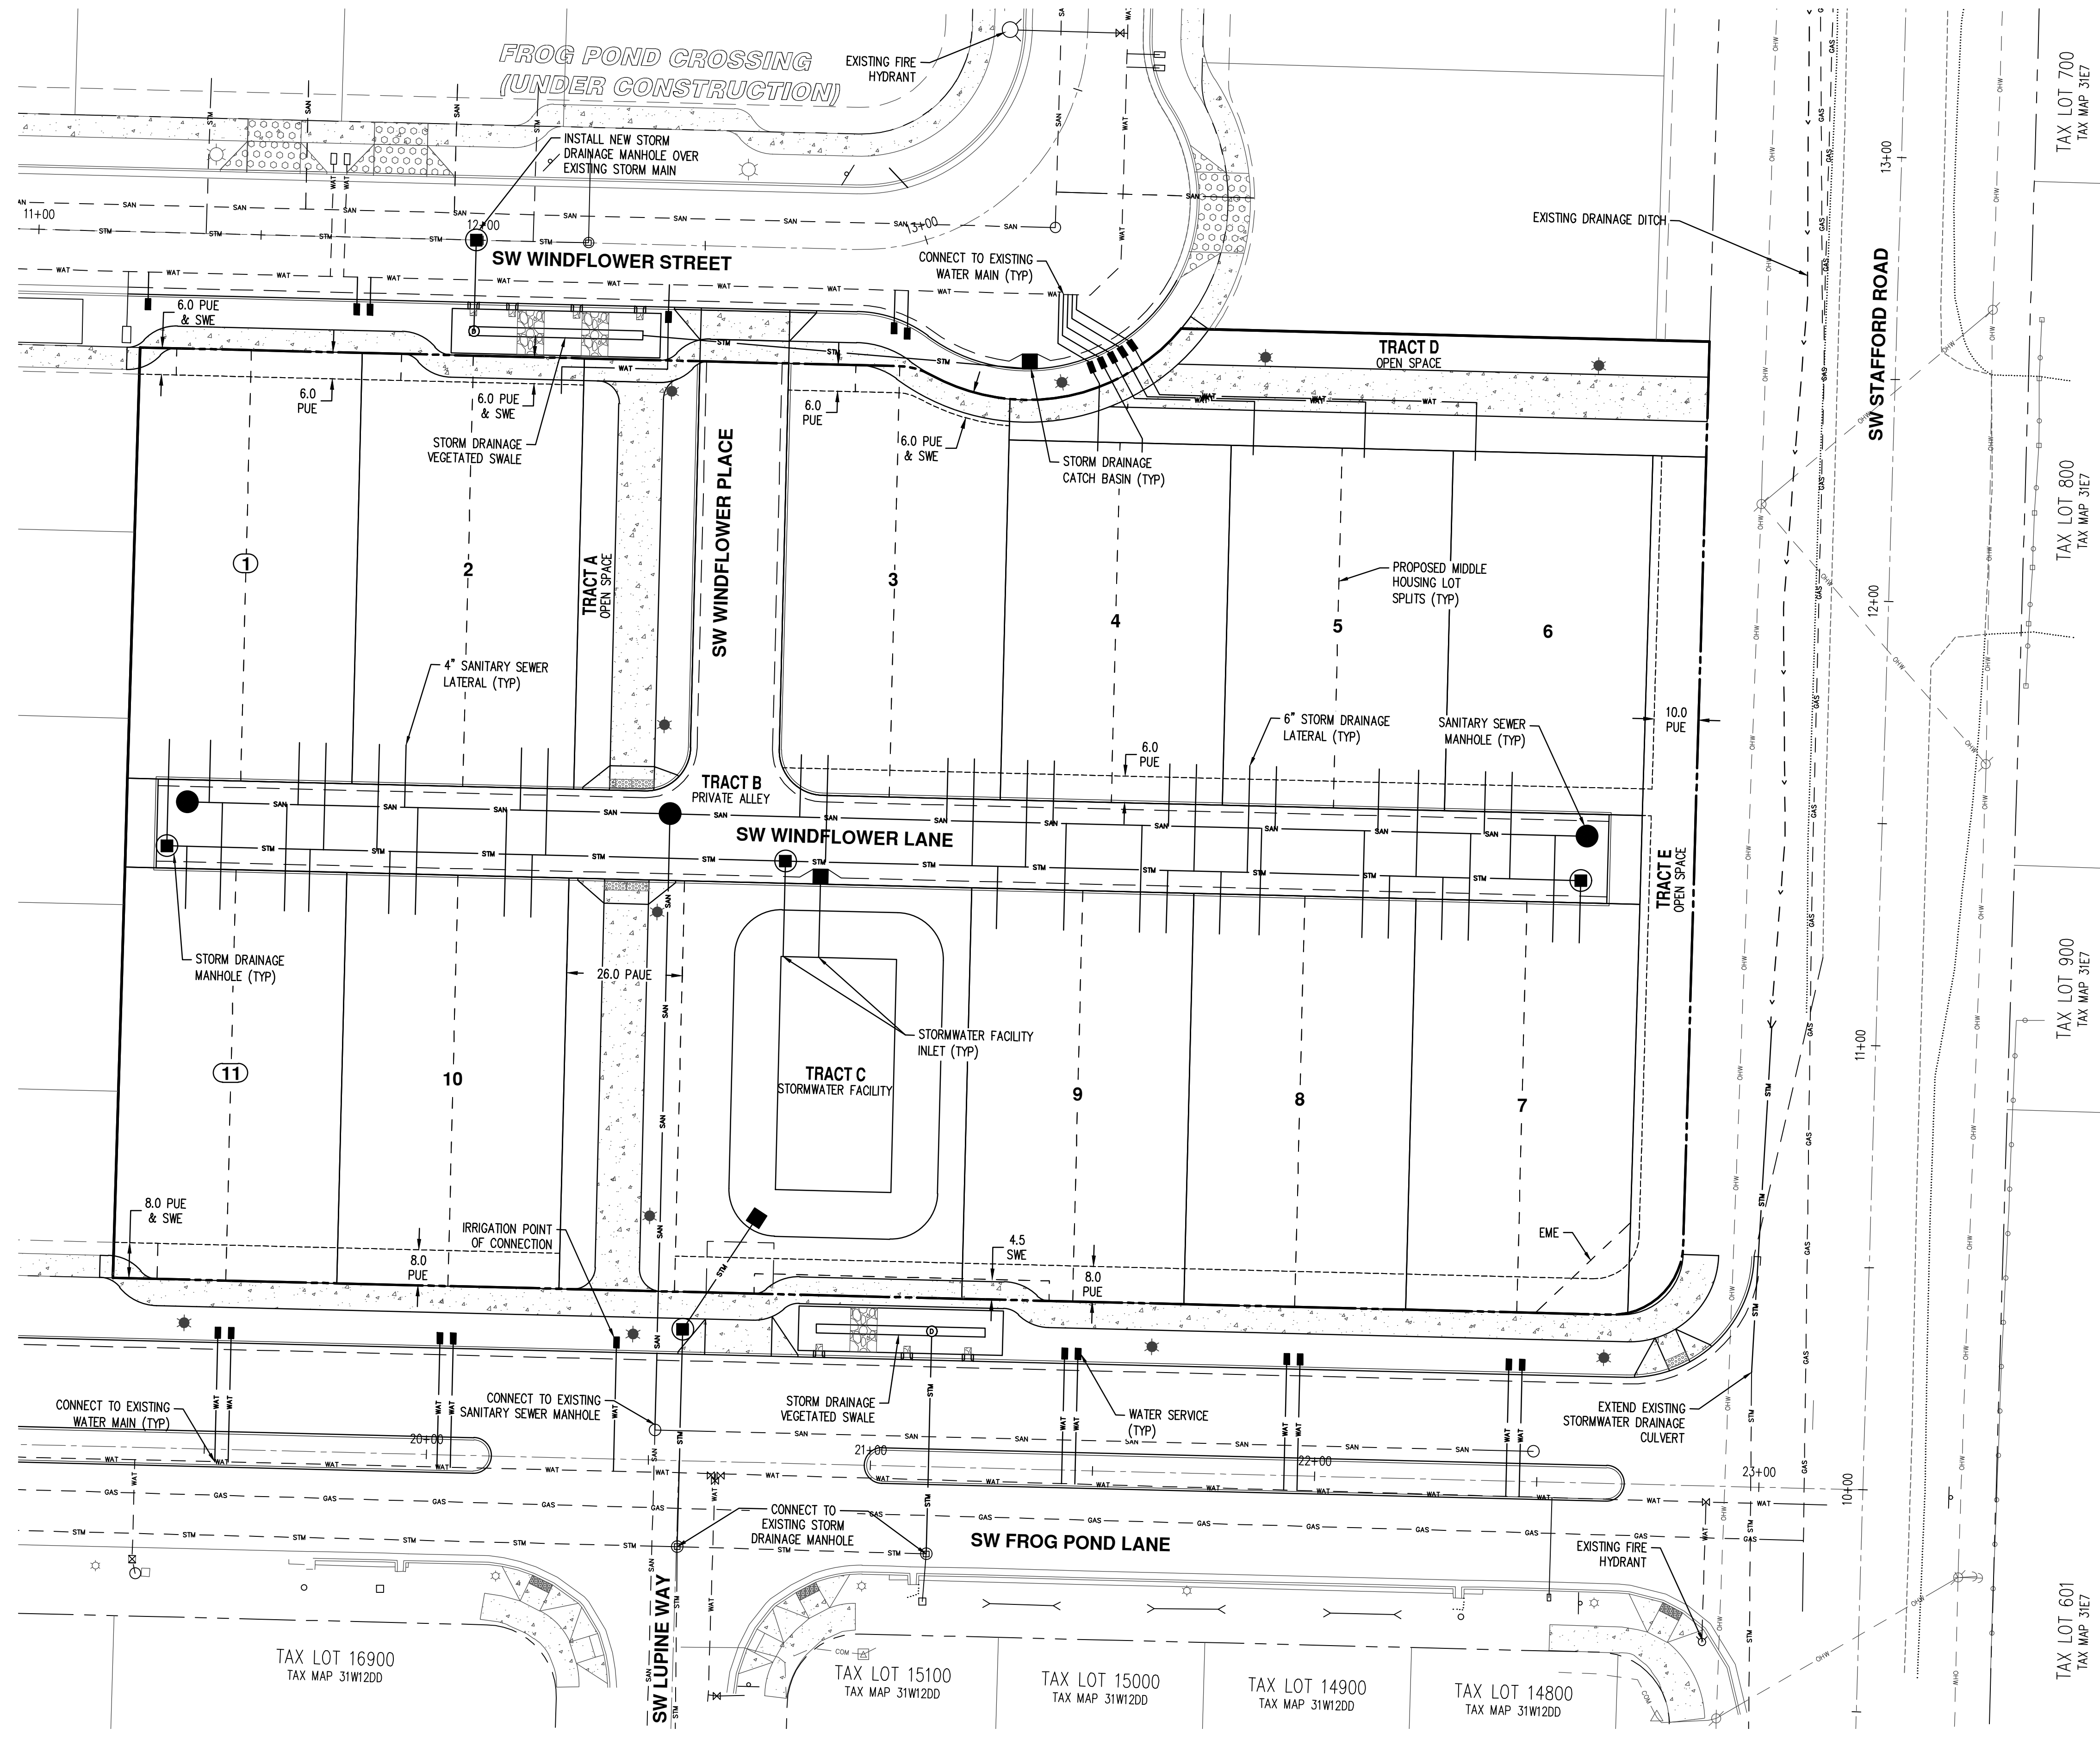 FROG POND CROSSING
(UNDER CONSTRUCTION)
EXISTING FIRE
HYDRANT
INSTALL NEW STORM
DRAINAGE MANHOLE OVER
EXISTING STORM MAIN
11+00
12+00
13+00
SW WINDFLOWER STREET
CONNECT TO EXISTING
WATER MAIN (TYP)
EXISTING DRAINAGE DITCH
SW STAFFORD ROAD
13+00
12+00
11+00
10+00
TAX LOT 700
TAX MAP 31E7
TAX LOT 800
TAX MAP 31E7
TAX LOT 900
TAX MAP 31E7
TAX LOT 601
TAX MAP 31E7
6.0 PUE
& SWE
6.0
PUE
6.0 PUE
& SWE
STORM DRAINAGE
VEGETATED SWALE
6.0
PUE
6.0 PUE
& SWE
STORM DRAINAGE
CATCH BASIN (TYP)
TRACT D
OPEN SPACE
TRACT A
OPEN SPACE
SW WINDFLOWER PLACE
1
2
3
4
5
6
PROPOSED MIDDLE
HOUSING LOT
SPLITS (TYP)
4" SANITARY SEWER
LATERAL (TYP)
6.0
PUE
6" STORM DRAINAGE
LATERAL (TYP)
SANITARY SEWER
MANHOLE (TYP)
10.0
PUE
TRACT B
PRIVATE ALLEY
SW WINDFLOWER LANE
TRACT E
OPEN SPACE
STORM DRAINAGE
MANHOLE (TYP)
26.0 PAUE
STORMWATER FACILITY
INLET (TYP)
TRACT C
STORMWATER FACILITY
11
10
9
8
7
8.0 PUE
& SWE
8.0
PUE
IRRIGATION POINT
OF CONNECTION
4.5
SWE
8.0
PUE
EME
CONNECT TO EXISTING
WATER MAIN (TYP)
CONNECT TO EXISTING
SANITARY SEWER MANHOLE
STORM DRAINAGE
VEGETATED SWALE
WATER SERVICE
(TYP)
EXTEND EXISTING
STORMWATER DRAINAGE
CULVERT
20+00
21+00
22+00
23+00
CONNECT TO
EXISTING STORM
DRAINAGE MANHOLE
SW FROG POND LANE
EXISTING FIRE
HYDRANT
SW LUPINE WAY
TAX LOT 16900
TAX MAP 31W12DD
TAX LOT 15100
TAX MAP 31W12DD
TAX LOT 15000
TAX MAP 31W12DD
TAX LOT 14900
TAX MAP 31W12DD
TAX LOT 14800
TAX MAP 31W12DD
SAN
STM
WAT
GAS
OHW
COM